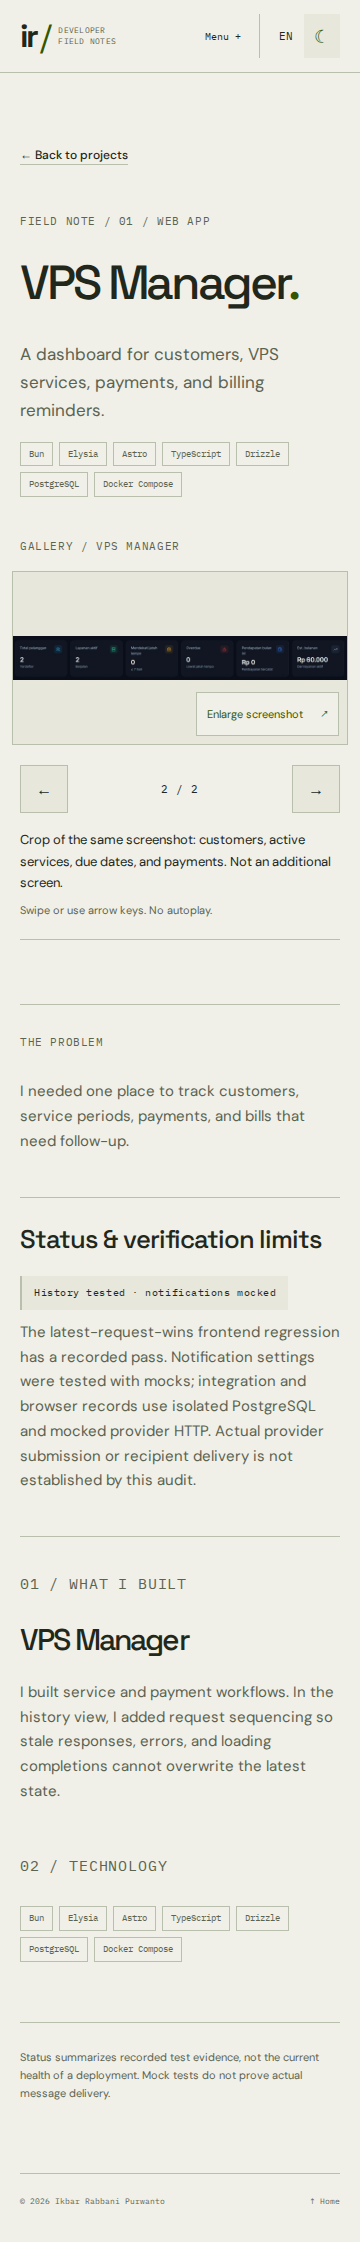 ir/ DEVELOPER
FIELD NOTES
Menu +
EN
← Back to projects
FIELD NOTE / 01 / WEB APP
VPS Manager.
A dashboard for customers, VPS
services, payments, and billing
reminders.
Bun Elysia Astro TypeScript Drizzle
PostgreSQL Docker Compose
GALLERY / VPS MANAGER
2 2 0 0 Rp 0 Rp 60.000
Enlarge screenshot ↗
← 2 / 2 →
Crop of the same screenshot: customers, active
services, due dates, and payments. Not an additional
screen.
Swipe or use arrow keys. No autoplay.
THE PROBLEM
I needed one place to track customers,
service periods, payments, and bills that
need follow-up.
Status & verification limits
History tested · notifications mocked
The latest-request-wins frontend regression
has a recorded pass. Notification settings
were tested with mocks; integration and
browser records use isolated PostgreSQL
and mocked provider HTTP. Actual provider
submission or recipient delivery is not
established by this audit.
01 / WHAT I BUILT
VPS Manager
I built service and payment workflows. In the
history view, I added request sequencing so
stale responses, errors, and loading
completions cannot overwrite the latest
state.
02 / TECHNOLOGY
Bun Elysia Astro TypeScript Drizzle
PostgreSQL Docker Compose
Status summarizes recorded test evidence, not the current
health of a deployment. Mock tests do not prove actual
message delivery.
© 2026 Ikbar Rabbani Purwanto
↑ Home